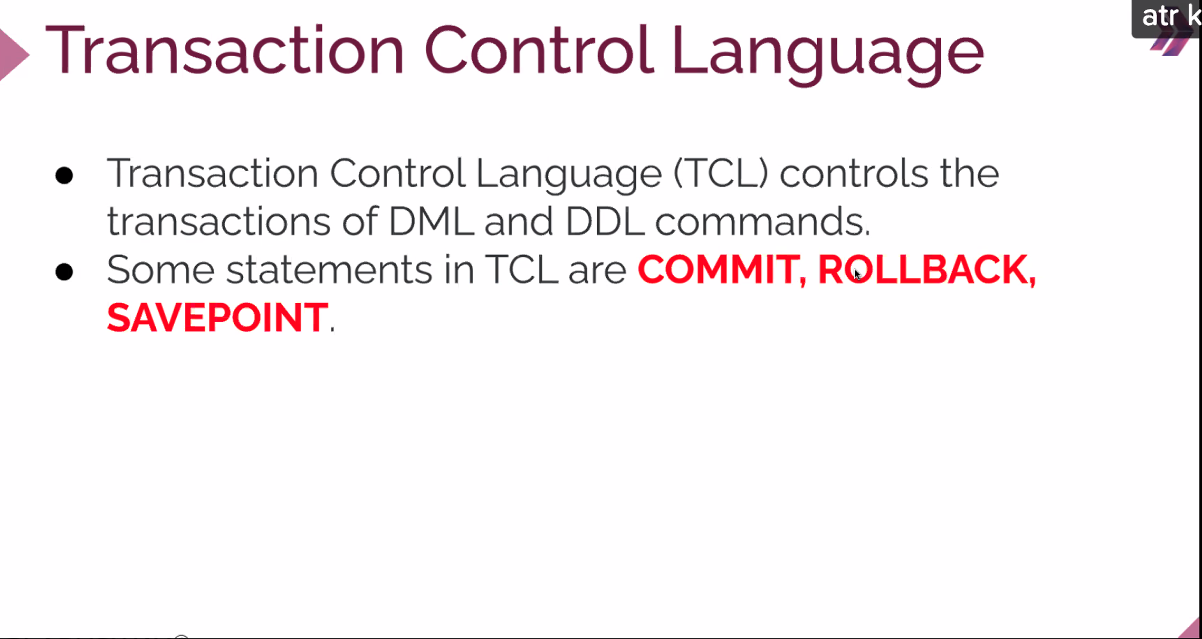 atr k
Transaction Control Language
● Transaction Control Language (TCL) controls the
transactions of DML and DDL commands.
● Some statements in TCL are COMMIT, ROLLBACK,
SAVEPOINT.